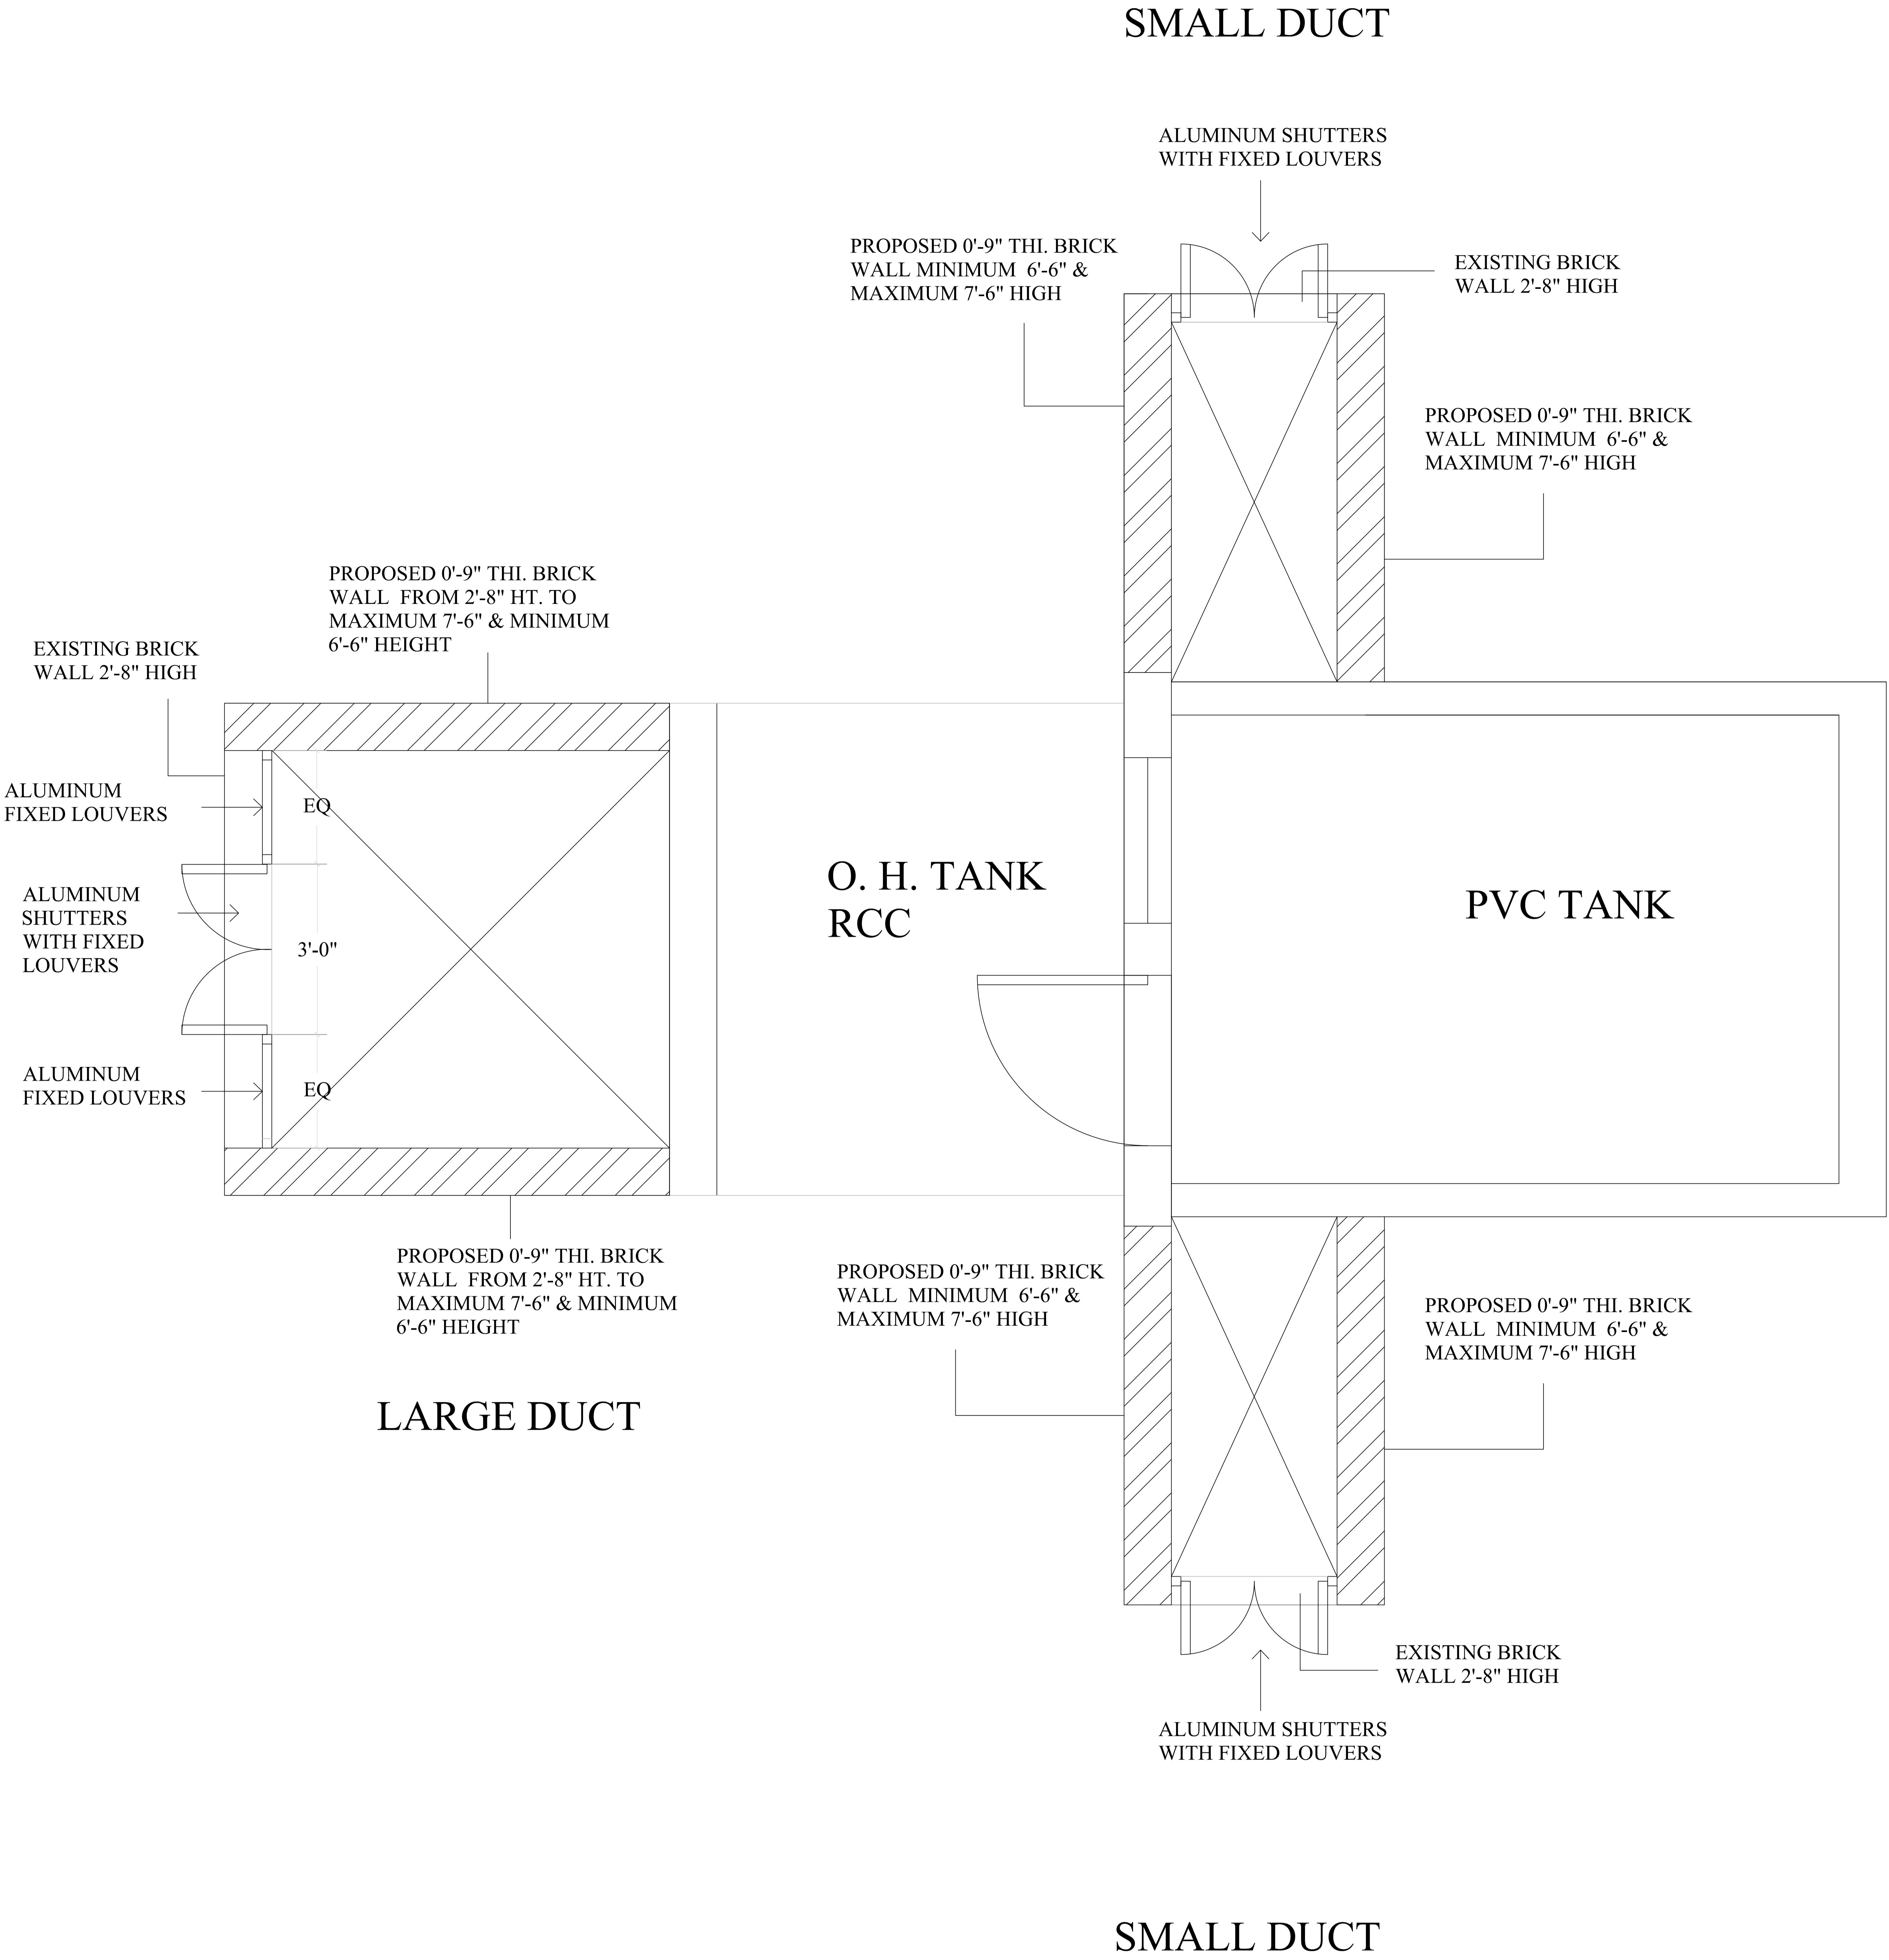 SMALL DUCT
ALUMINUM SHUTTERS
WITH FIXED LOUVERS
PROPOSED 0'-9" THI. BRICK
WALL MINIMUM 6'-6" &
MAXIMUM 7'-6" HIGH
EXISTING BRICK
WALL 2'-8" HIGH
PROPOSED 0'-9" THI. BRICK
WALL MINIMUM 6'-6" &
MAXIMUM 7'-6" HIGH
PROPOSED 0'-9" THI. BRICK
WALL FROM 2'-8" HT. TO
MAXIMUM 7'-6" & MINIMUM
6'-6" HEIGHT
EXISTING BRICK
WALL 2'-8" HIGH
ALUMINUM
FIXED LOUVERS
EQ
ALUMINUM
SHUTTERS
WITH FIXED
LOUVERS
3'-0"
O. H. TANK
RCC
PVC TANK
ALUMINUM
FIXED LOUVERS
EQ
PROPOSED 0'-9" THI. BRICK
WALL FROM 2'-8" HT. TO
MAXIMUM 7'-6" & MINIMUM
6'-6" HEIGHT
PROPOSED 0'-9" THI. BRICK
WALL MINIMUM 6'-6" &
MAXIMUM 7'-6" HIGH
PROPOSED 0'-9" THI. BRICK
WALL MINIMUM 6'-6" &
MAXIMUM 7'-6" HIGH
LARGE DUCT
EXISTING BRICK
WALL 2'-8" HIGH
ALUMINUM SHUTTERS
WITH FIXED LOUVERS
SMALL DUCT